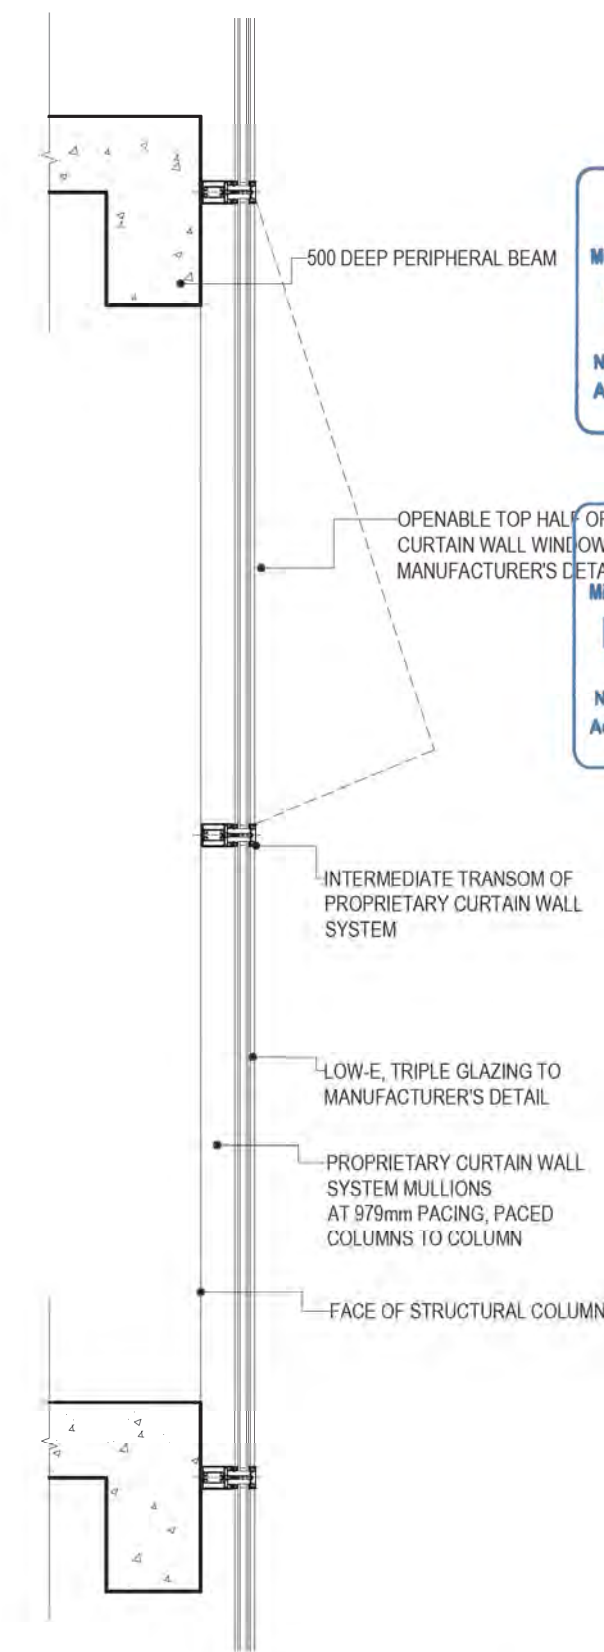 500 DEEP PERIPHERAL BEAM
OPENABLE TOP HALF OF
CURTAIN WALL WINDOW
MANUFACTURER'S
INTERMEDIATE TRANSOM OF
PROPRIETARY CURTAIN WALL
SYSTEM
LOW-E, TRIPLE GLAZING TO
MANUFACTURER'S DETAIL
PROPRIETARY CURTAIN WALL
SYSTEM MULLIONS
AT 979mm PACING, PACED
COLUMNS TO COLUMN
FACE OF STRUCTURAL COLUMN